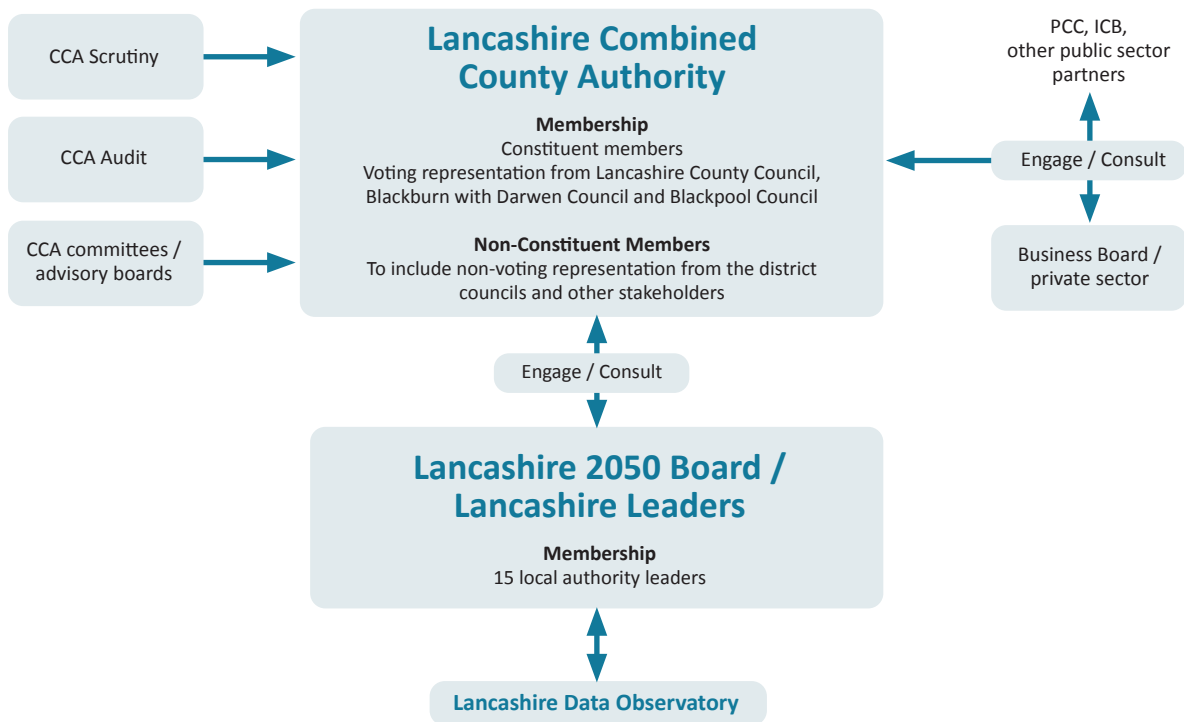 CCA Scrutiny
CCA Audit
CCA committees /
advisory boards
Lancashire Combined
County Authority
Membership
Constituent members
Voting representation from Lancashire County Council,
Blackburn with Darwen Council and Blackpool Council
Non-Constituent Members
To include non-voting representation from the district
councils and other stakeholders
PCC, ICB,
other public sector
partners
Engage / Consult
Business Board /
private sector
Engage / Consult
Lancashire 2050 Board /
Lancashire Leaders
Membership
15 local authority leaders
Lancashire Data Observatory